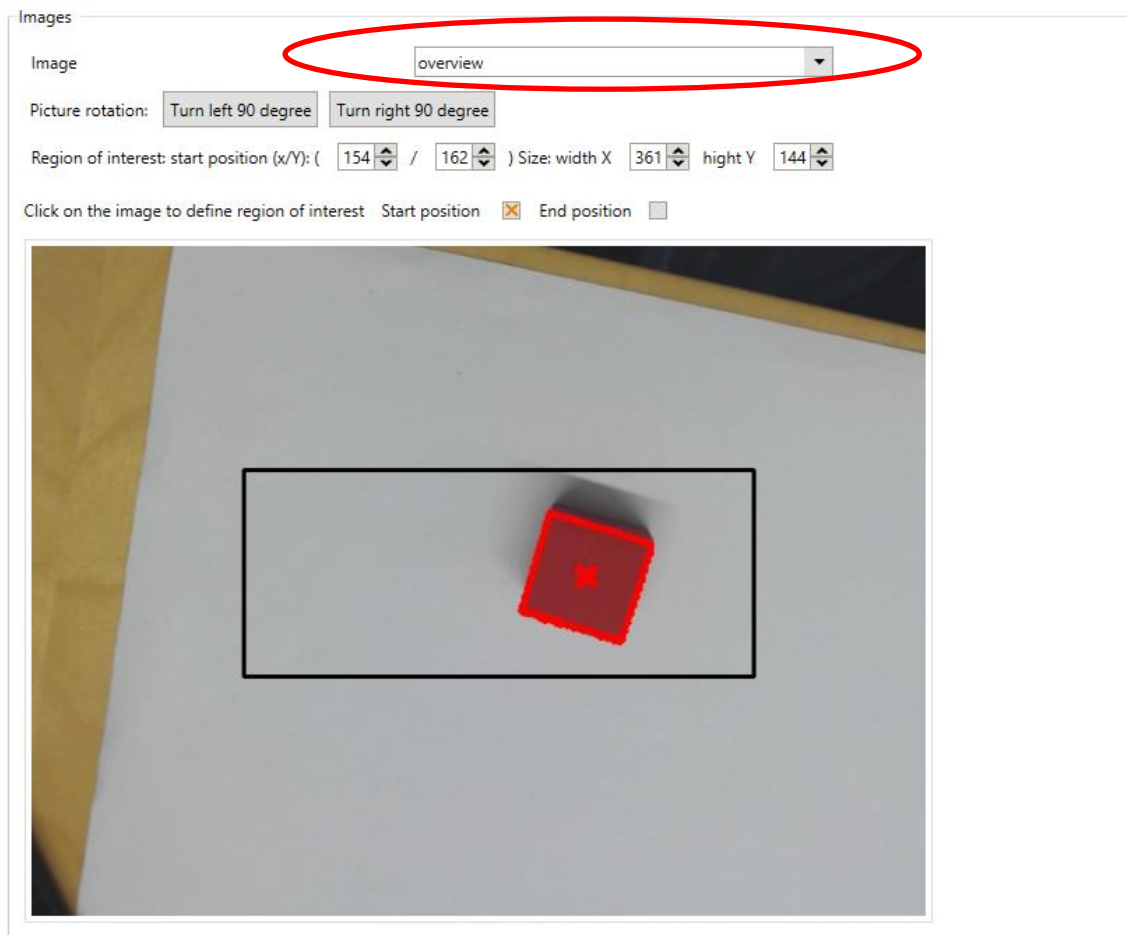 Images
Image overview
Picture rotation: Turn left 90 degree Turn right 90 degree
Region of interest: start position (x/Y): ( 154 / 162 ) Size: width X 361 hight Y 144
Click on the image to define region of interest Start position End position